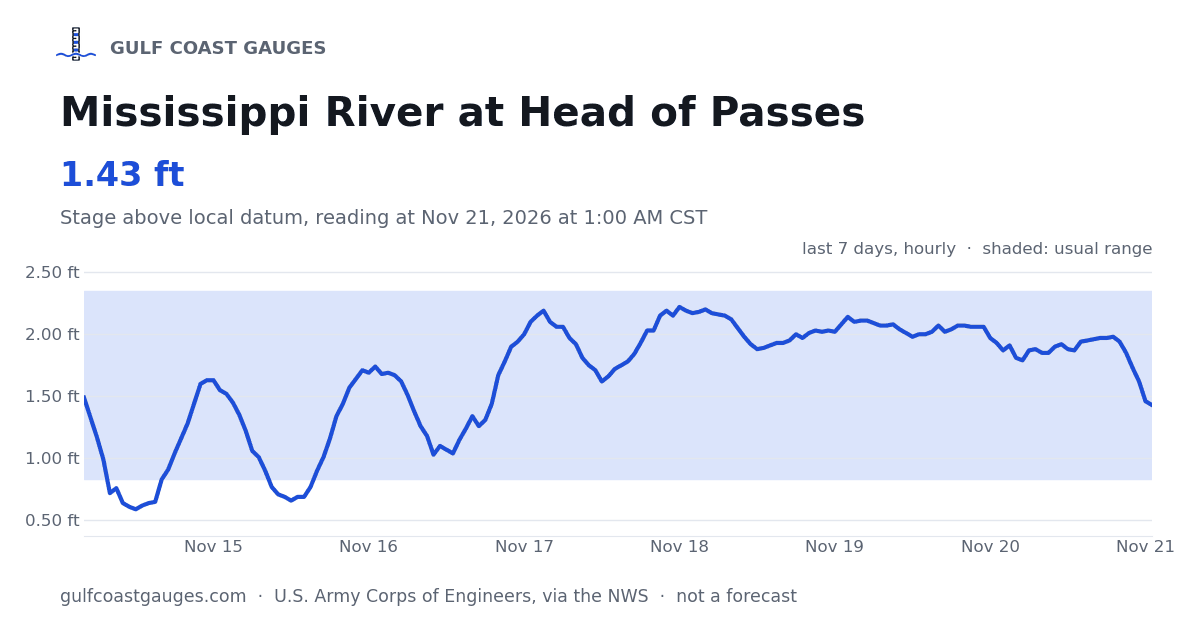 GULF COAST GAUGES
Mississippi River at Head of Passes
1.43 ft
Stage above local datum, reading at Nov 21, 2026 at 1:00 AM CST
last 7 days, hourly · shaded: usual range
2.50 ft
2.00 ft
1.50 ft
1.00 ft
0.50 ft
Nov 15 Nov 16 Nov 17 Nov 18 Nov 19 Nov 20 Nov 21
gulfcoastgauges.com · U.S. Army Corps of Engineers, via the NWS · not a forecast